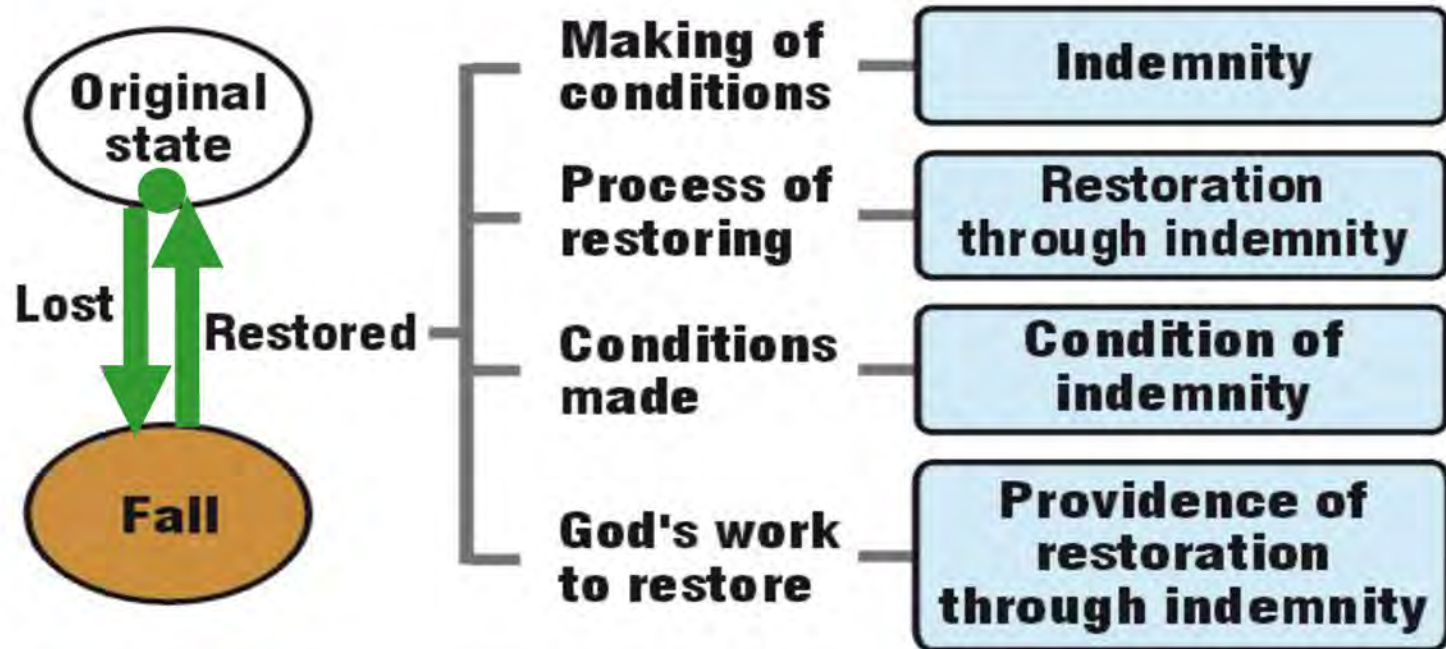 Original
state
Lost
Restored
Fall
Making of
conditions
Indemnity
Process of
restoring
Restoration
through indemnity
Conditions
made
Condition of
indemnity
God's work
to restore
Providence of
restoration
through indemnity